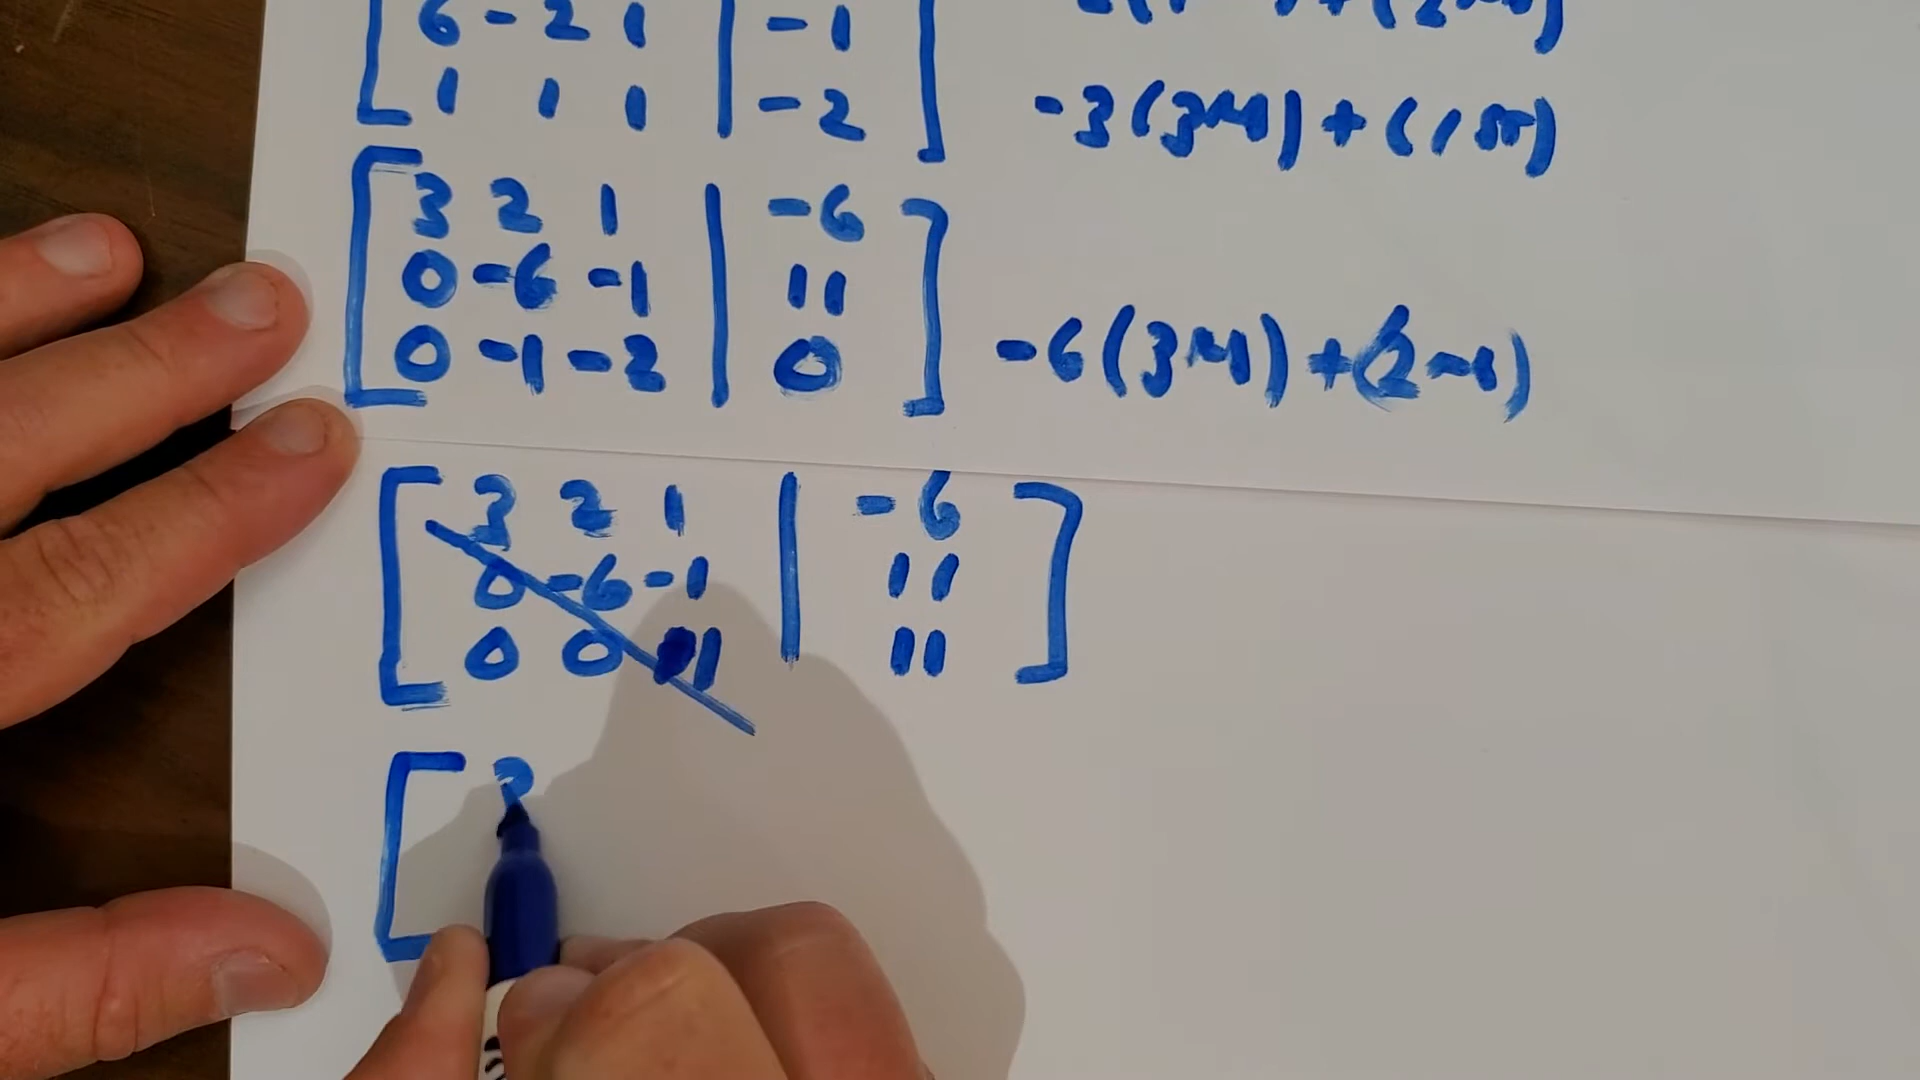 6 -2 1 | -1
1 1 1 | -2
-3(3rd) + (1st)
3 2 1 | -6
0 -6 -1 | 11
0 -1 -2 | 0
-6(3rd) + (2nd)
3 2 1 | -6
0 -6 -1 | 11
0 0 11 | 11